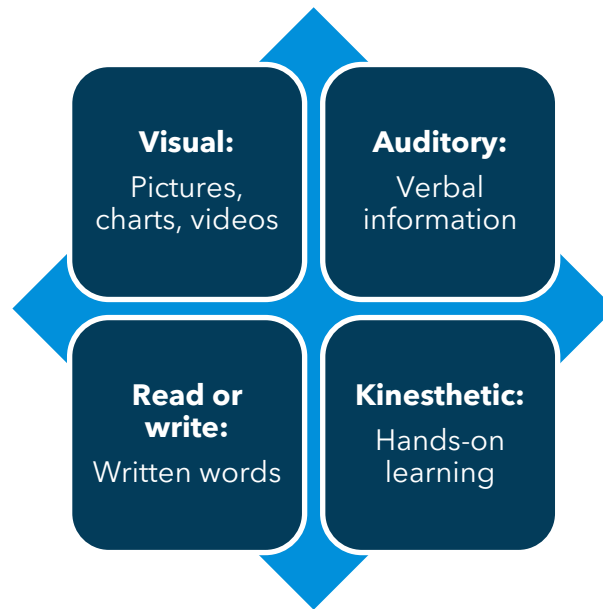 Visual:
Pictures,
charts, videos
Auditory:
Verbal
information
Read or
write:
Written words
Kinesthetic:
Hands-on
learning